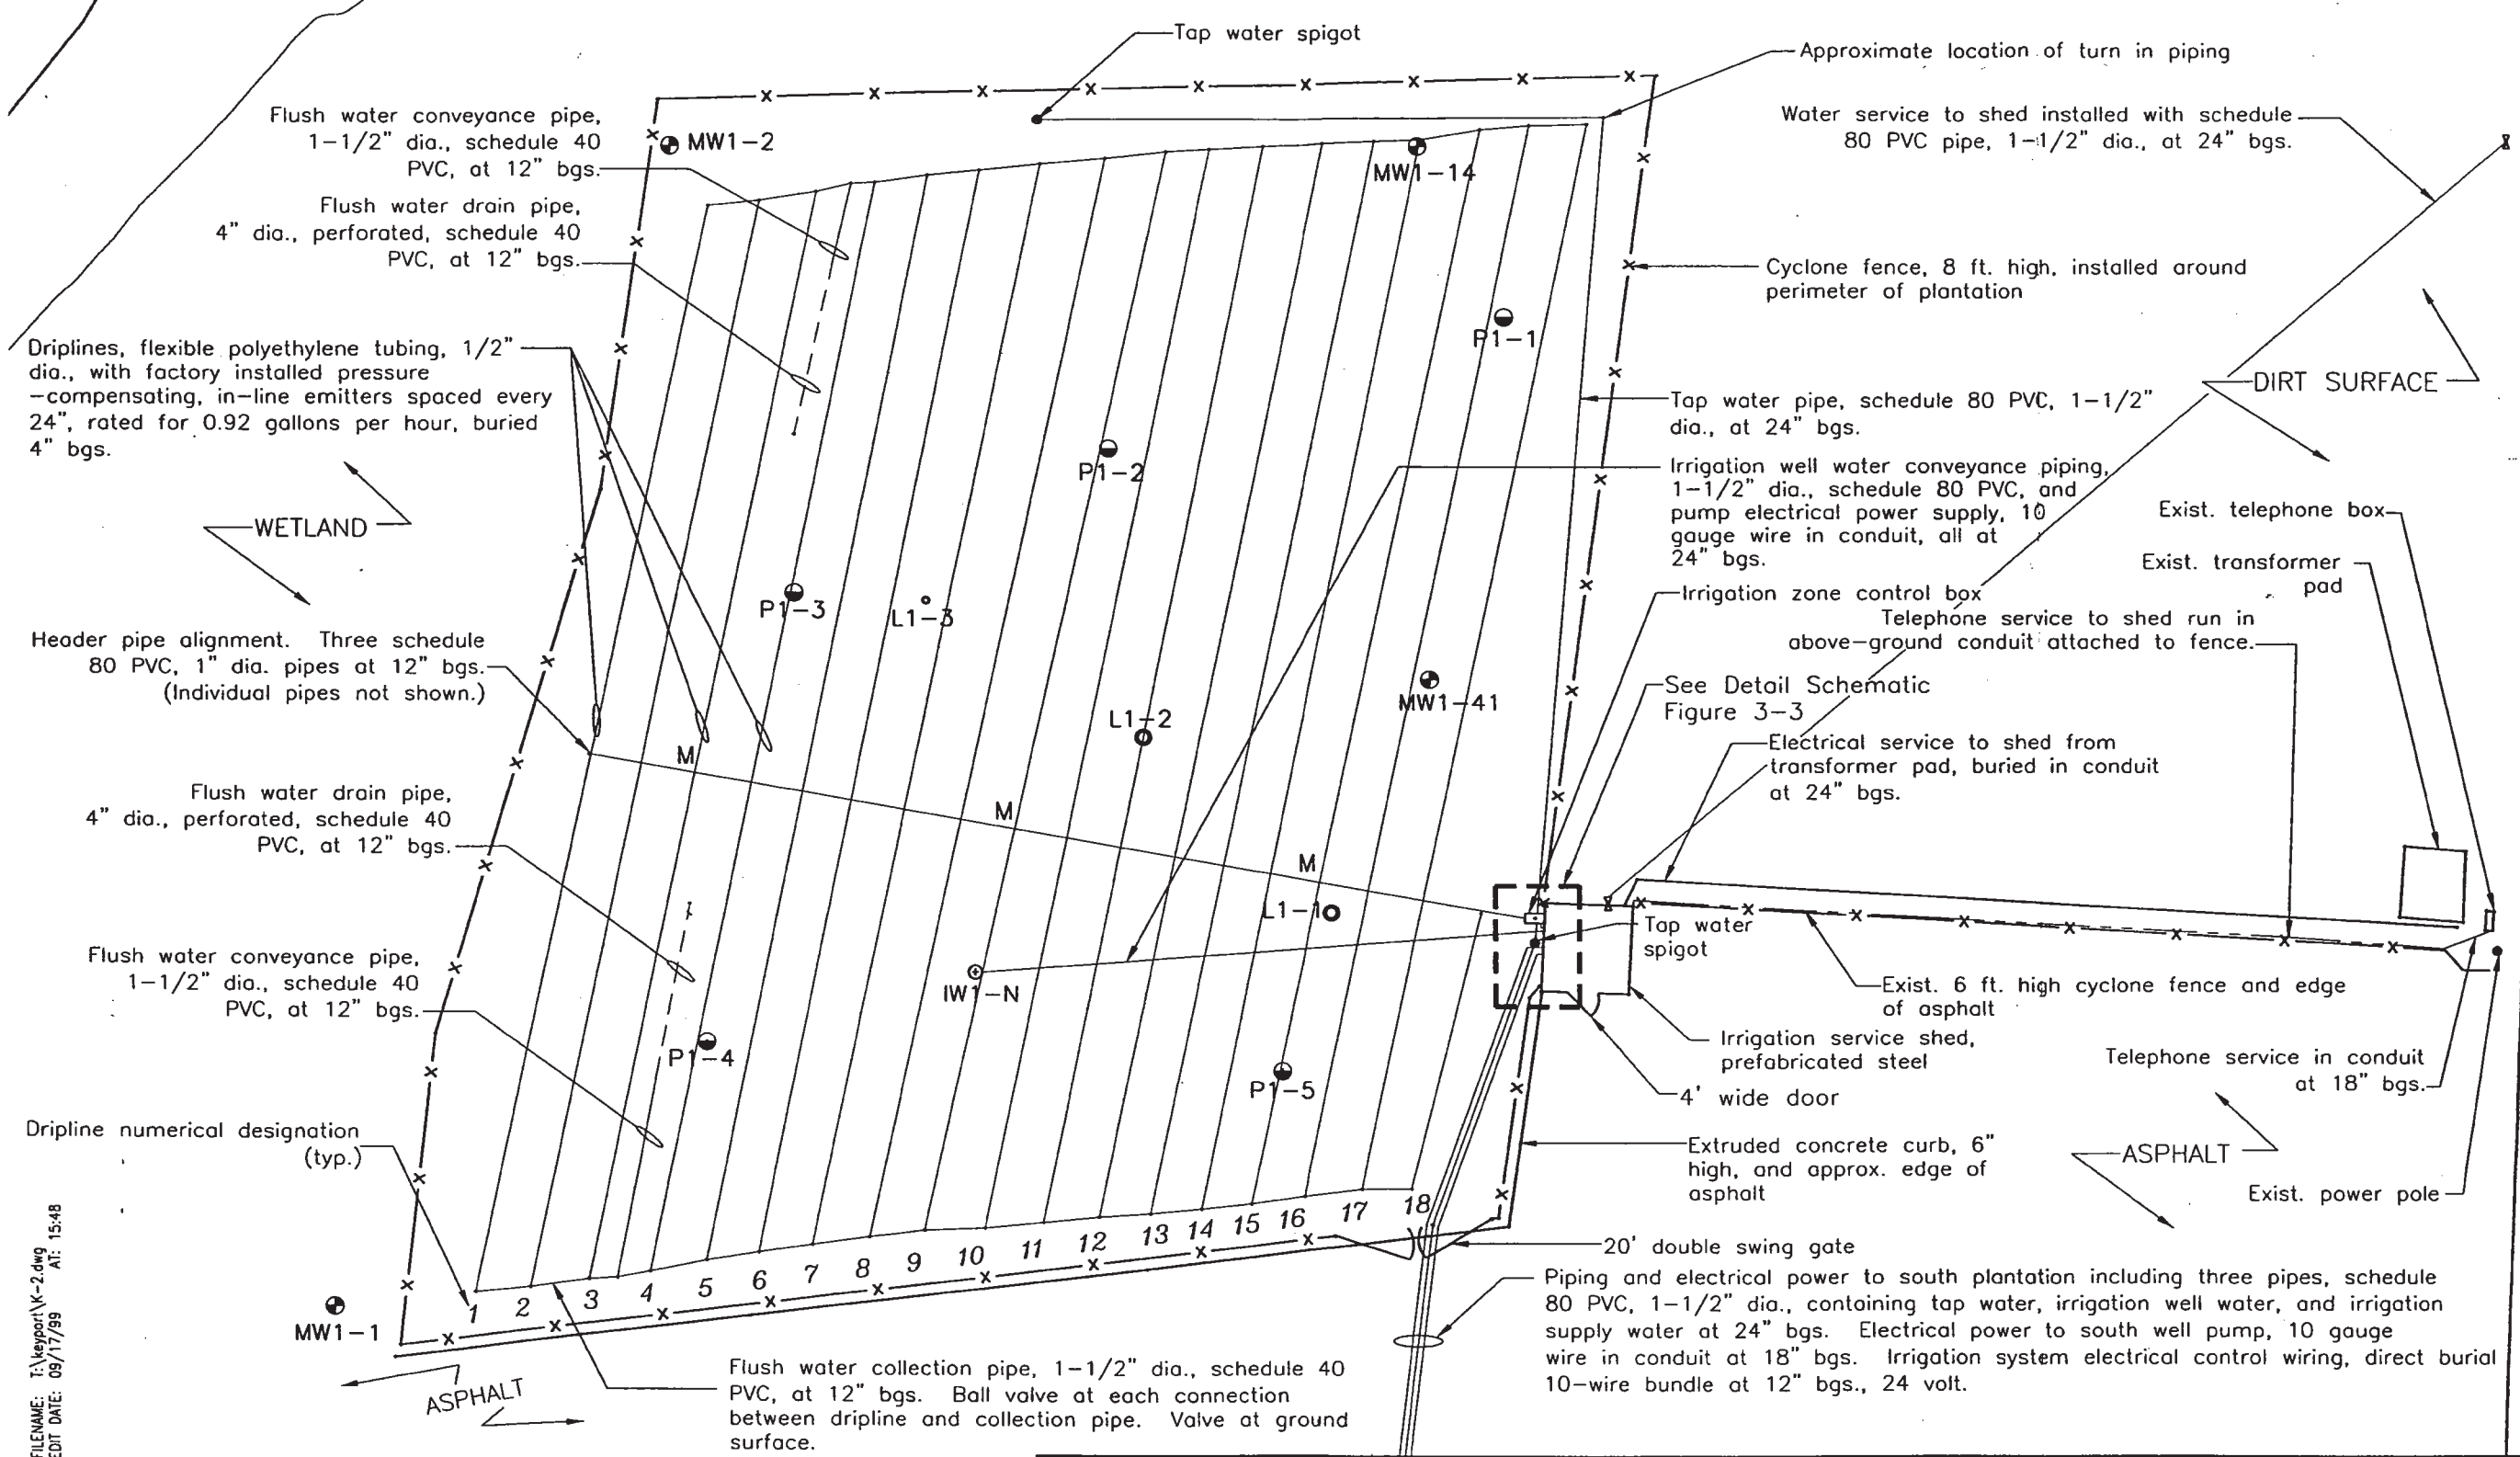 Tap water spigot
Approximate location of turn in piping
Flush water conveyance pipe,
1-1/2" dia., schedule 40
PVC, at 12" bgs.
MW1-2
Water service to shed installed with schedule
80 PVC pipe, 1-1/2" dia., at 24" bgs.
MW1-14
Flush water drain pipe,
4" dia., perforated, schedule 40
PVC, at 12" bgs.
Cyclone fence, 8 ft. high, installed around
perimeter of plantation
P1-1
Driplines, flexible polyethylene tubing, 1/2"
dia., with factory installed pressure
-compensating, in-line emitters spaced every
24", rated for 0.92 gallons per hour, buried
4" bgs.
DIRT SURFACE
Tap water pipe, schedule 80 PVC, 1-1/2"
dia., at 24" bgs.
P1-2
Irrigation well water conveyance piping,
1-1/2" dia., schedule 80 PVC, and
pump electrical power supply, 10
gauge wire in conduit, all at
24" bgs.
WETLAND
Exist. telephone box
Exist. transformer
pad
P1-3
L1-3
Irrigation zone control box
Telephone service to shed run in
above-ground conduit attached to fence.
Header pipe alignment. Three schedule
80 PVC, 1" dia. pipes at 12" bgs.
(Individual pipes not shown.)
MW1-41
See Detail Schematic
Figure 3-3
L1-2
M
Electrical service to shed from
transformer pad, buried in conduit
at 24" bgs.
Flush water drain pipe,
4" dia., perforated, schedule 40
PVC, at 12" bgs.
M
M
L1-1
Tap water
spigot
Flush water conveyance pipe,
1-1/2" dia., schedule 40
PVC, at 12" bgs.
IW1-N
Exist. 6 ft. high cyclone fence and edge
of asphalt
P1-4
P1-5
Irrigation service shed,
prefabricated steel
Telephone service in conduit
at 18" bgs.
4' wide door
Dripline numerical designation
(typ.)
Extruded concrete curb, 6"
high, and approx. edge of
asphalt
ASPHALT
Exist. power pole
1 2 3 4 5 6 7 8 9 10 11 12 13 14 15 16 17 18
20' double swing gate
MW1-1
Piping and electrical power to south plantation including three pipes, schedule
80 PVC, 1-1/2" dia., containing tap water, irrigation well water, and irrigation
supply water at 24" bgs. Electrical power to south well pump, 10 gauge
wire in conduit at 18" bgs. Irrigation system electrical control wiring, direct burial
10-wire bundle at 12" bgs., 24 volt.
ASPHALT
Flush water collection pipe, 1-1/2" dia., schedule 40
PVC, at 12" bgs. Ball valve at each connection
between dripline and collection pipe. Valve at ground
surface.
FILENAME: T:\keyport\K-2.dwg
EDIT DATE: 09/17/99 AT: 15:48